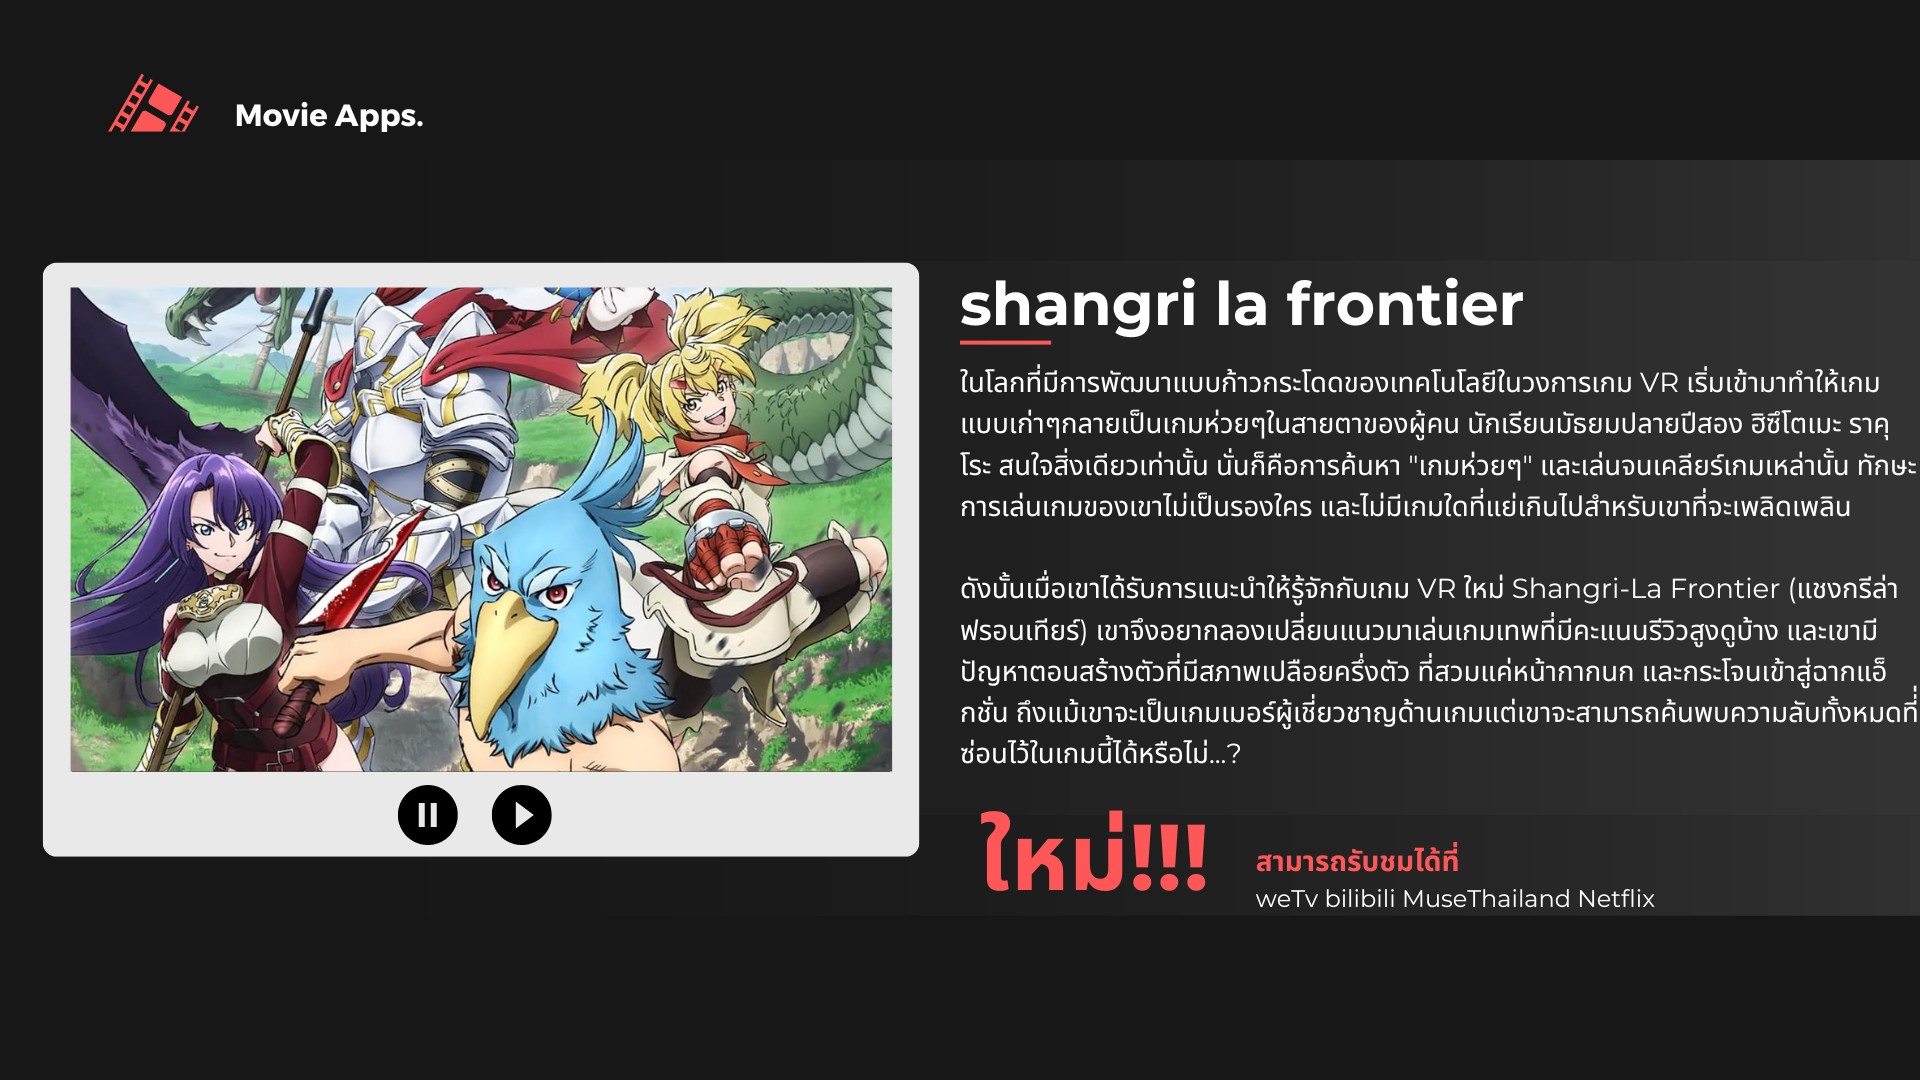 Movie Apps.
shangri la frontier
ในโลกที่มีการพัฒนาแบบก้าวกระโดดของเทคโนโลยีในวงการเกม VR เริ่มเข้ามาทำให้เกม
แบบเก่าๆกลายเป็นเกมห่วยๆในสายตาของผู้คน นักเรียนมัธยมปลายปีสอง ฮิซึโตเมะ ราคุ
โระ สนใจสิ่งเดียวเท่านั้น นั่นก็คือการค้นหา "เกมห่วยๆ" และเล่นจนเคลียร์เกมเหล่านั้น ทักษะ
การเล่นเกมของเขาไม่เป็นรองใคร และไม่มีเกมใดที่แย่เกินไปสำหรับเขาที่จะเพลิดเพลิน
ดังนั้นเมื่อเขาได้รับการแนะนำให้รู้จักกับเกม VR ใหม่ Shangri-La Frontier (แชงกรีล่า
ฟรอนเทียร์) เขาจึงอยากลองเปลี่ยนแนวมาเล่นเกมเทพที่มีคะแนนรีวิวสูงดูบ้าง และเขามี
ปัญหาตอนสร้างตัวที่มีสภาพเปลือยครึ่งตัว ที่สวมแค่หน้ากากนก และกระโจนเข้าสู่ฉากแอ็
กชั่น ถึงแม้เขาจะเป็นเกมเมอร์ผู้เชี่ยวชาญด้านเกมแต่เขาจะสามารถค้นพบความลับทั้งหมดที่
ซ่อนไว้ในเกมนี้ได้หรือไม่...?
ใหม่!!!
สามารถรับชมได้ที่
weTv bilibili MuseThailand Netflix